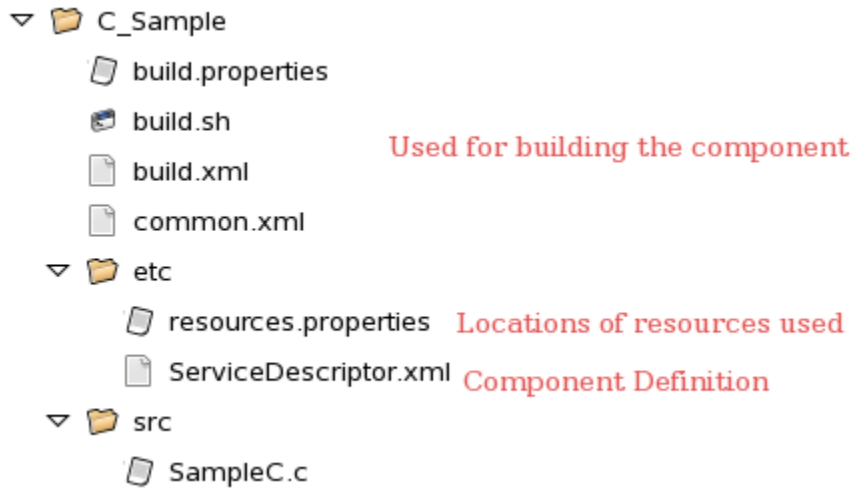 C_Sample
build.properties
build.sh
Used for building the component
build.xml
common.xml
etc
resources.properties Locations of resources used
ServiceDescriptor.xml Component Definition
src
SampleC.c